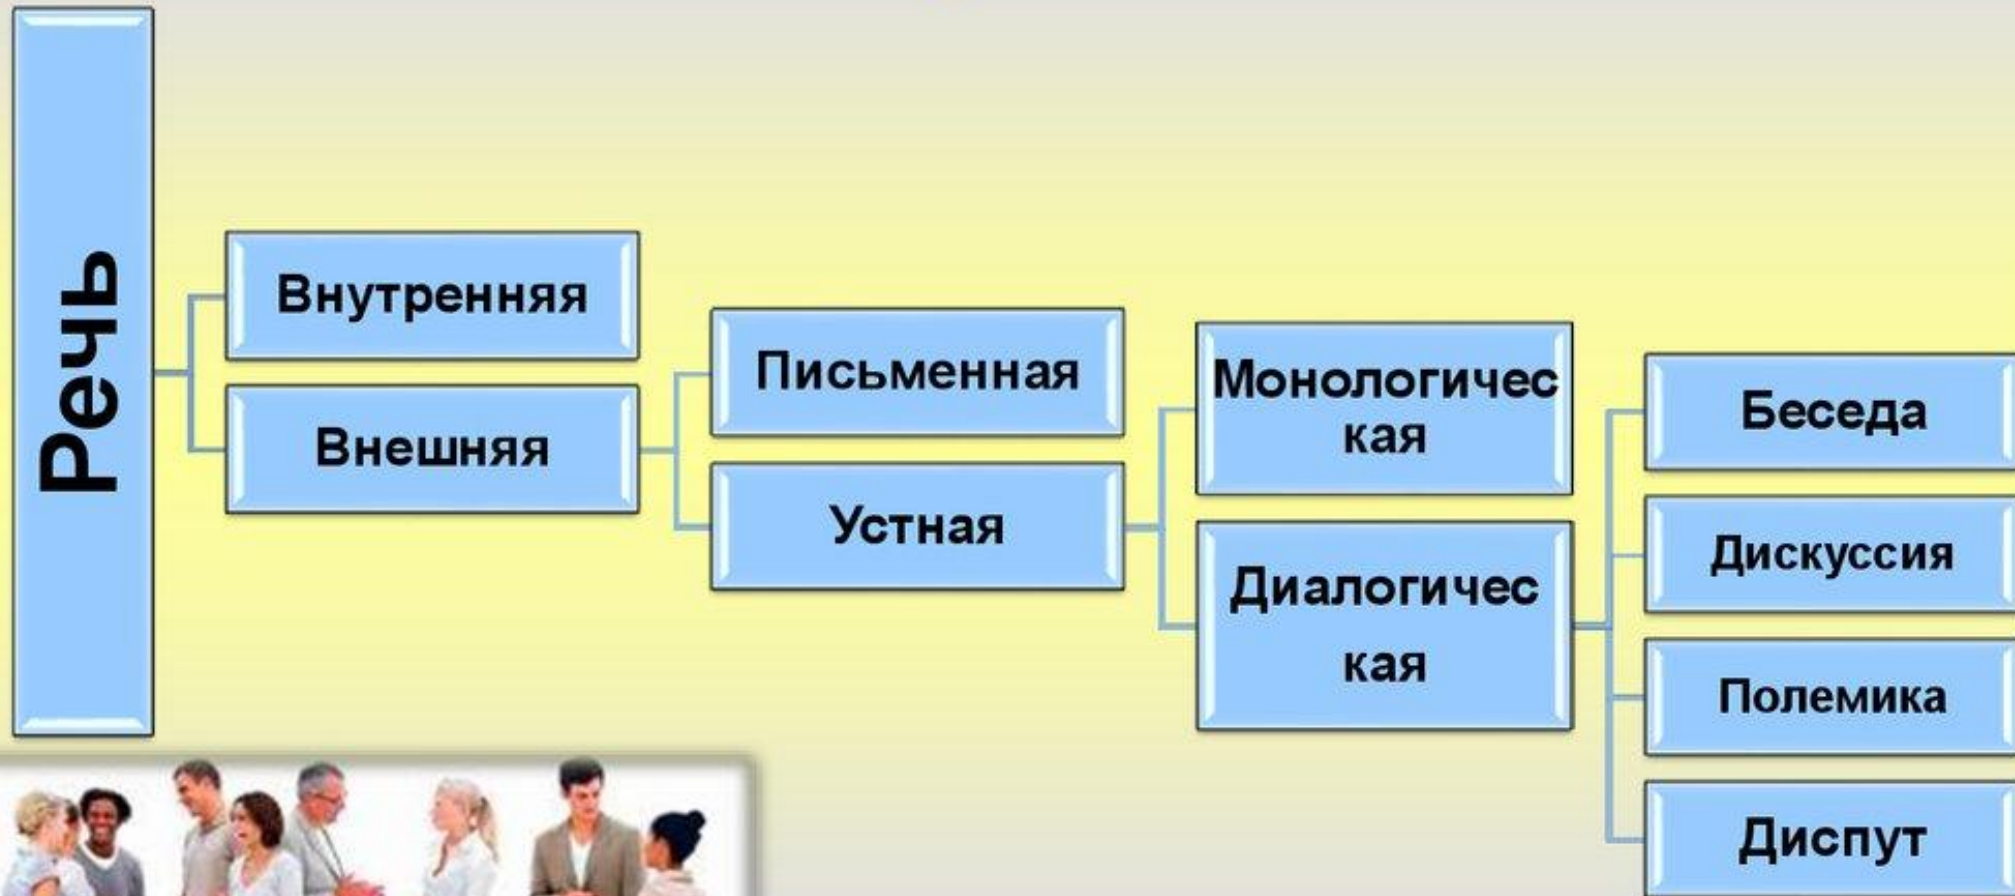 Речь
Внутренняя
Внешняя
Письменная
Устная
Монологичес
кая
Диалогичес
кая
Беседа
Дискуссия
Полемика
Диспут